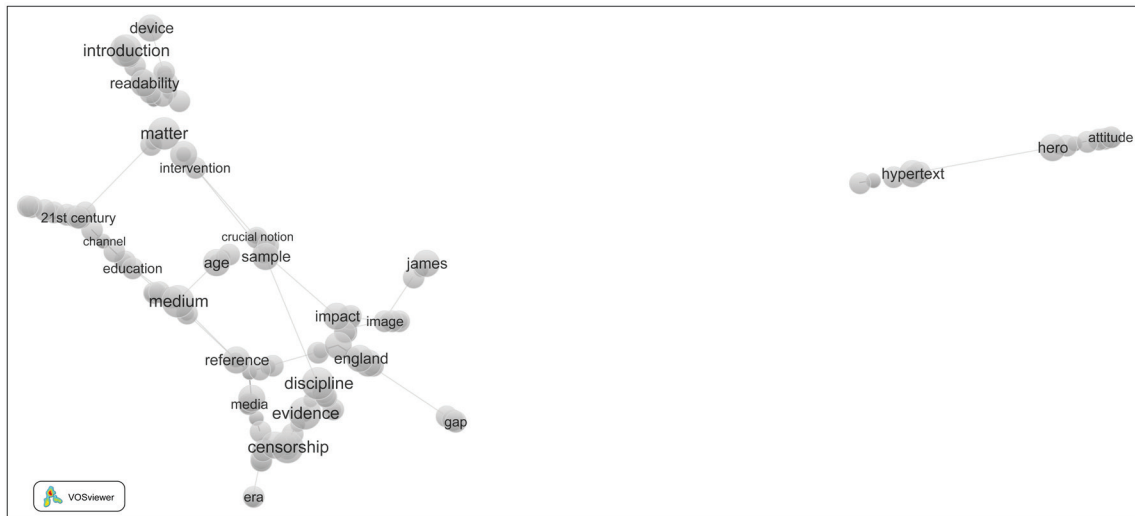 device
introduction
readability
matter
attitude
hero
intervention
hypertext
21st century
channel
crucial notion
education
age
sample
james
medium
impact
image
reference
england
discipline
media
evidence
gap
censorship
era
VOSviewer